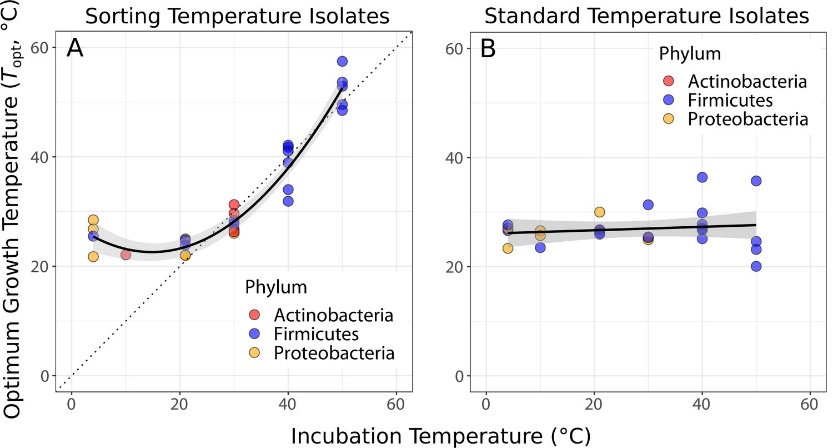 Sorting Temperature Isolates
Standard Temperature Isolates
Optimum Growth Temperature (Topt, °C)
A
60
40
20
0
Phylum
Actinobacteria
Firmicutes
Proteobacteria
0 20 40 60
B
60
40
20
0
Phylum
Actinobacteria
Firmicutes
Proteobacteria
0 20 40 60
Incubation Temperature (°C)